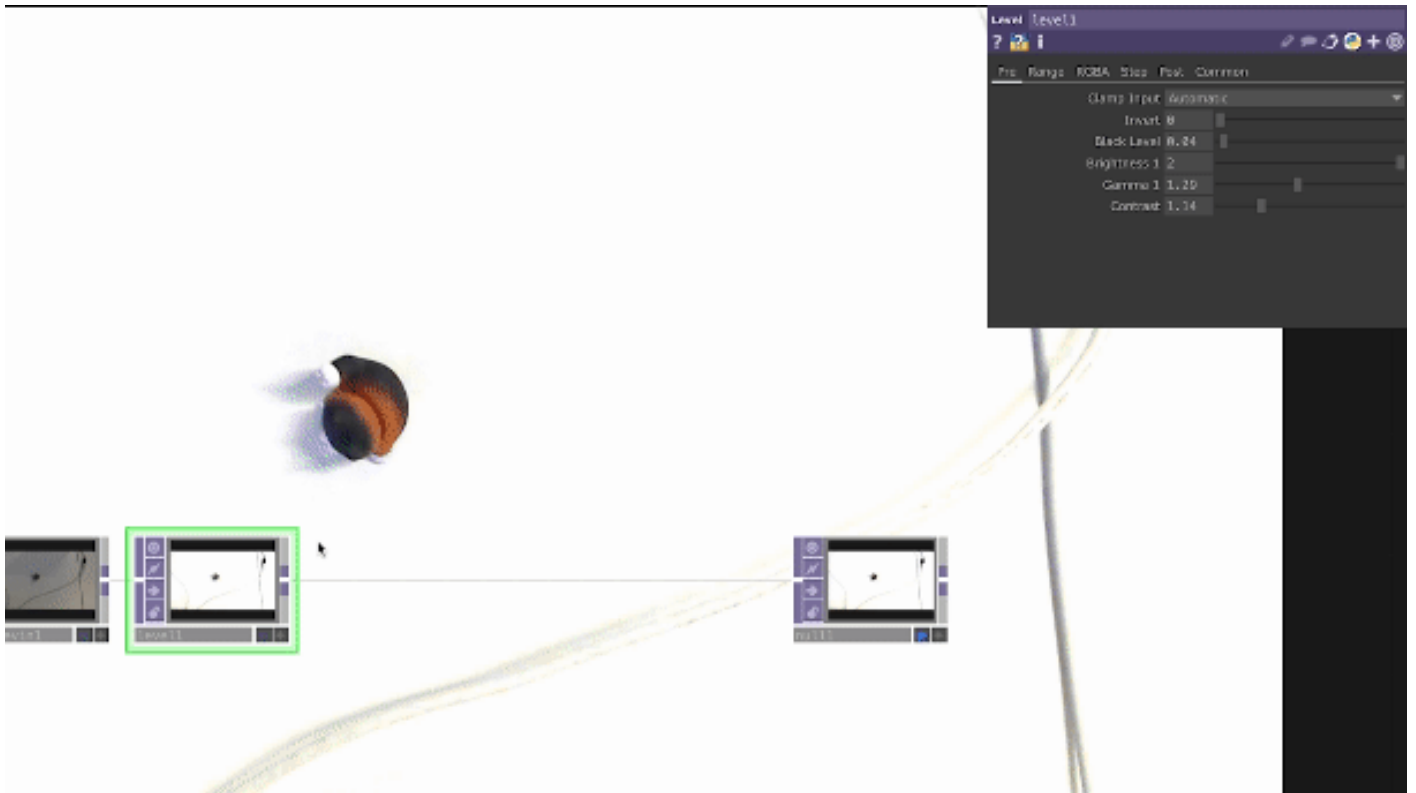 Level level1
? ? i
Pre Range RGBA Step Post Common
Clamp Input Automatic
Invert 0
Black Level 0.04
Brightness 1 2
Gamma 1 1.29
Contrast 1.14
level1
null1